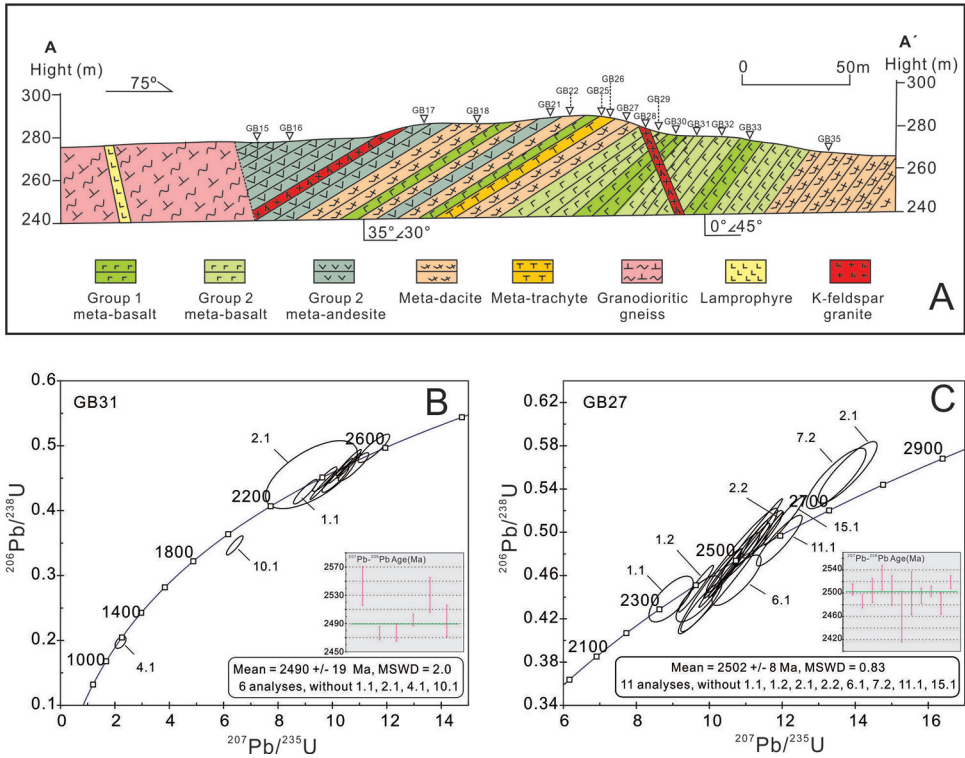 A
Hight (m)
75°
0
50m
A´
Hight (m)
GB15
GB16
GB17
GB18
GB21
GB22
GB25
GB26
GB27
GB28
GB29
GB30
GB31
GB32
GB33
GB35
300
280
260
240
300
280
260
240
35°∠30°
0°∠45°
Group 1
meta-basalt
Group 2
meta-basalt
Group 2
meta-andesite
Meta-dacite
Meta-trachyte
Granodioritic
gneiss
Lamprophyre
K-feldspar
granite
A
GB31
B
0.6
0.5
0.4
0.3
0.2
0.1
206Pb/238U
2.1
2600
2200
1.1
1800
10.1
1400
1000
4.1
207Pb-206Pb Age(Ma)
2570
2530
2490
2450
Mean = 2490 +/- 19 Ma, MSWD = 2.0
6 analyses, without 1.1, 2.1, 4.1, 10.1
0 2 4 6 8 10 12 14
207Pb/235U
GB27
C
0.62
0.58
0.54
0.50
0.46
0.42
0.38
0.34
206Pb/238U
2.1
7.2
2900
2.2
2700
15.1
1.2
2500
11.1
1.1
2300
6.1
2100
207Pb-206Pb Age(Ma)
2540
2500
2460
2420
Mean = 2502 +/- 8 Ma, MSWD = 0.83
11 analyses, without 1.1, 1.2, 2.1, 2.2, 6.1, 7.2, 11.1, 15.1
6 8 10 12 14 16
207Pb/235U